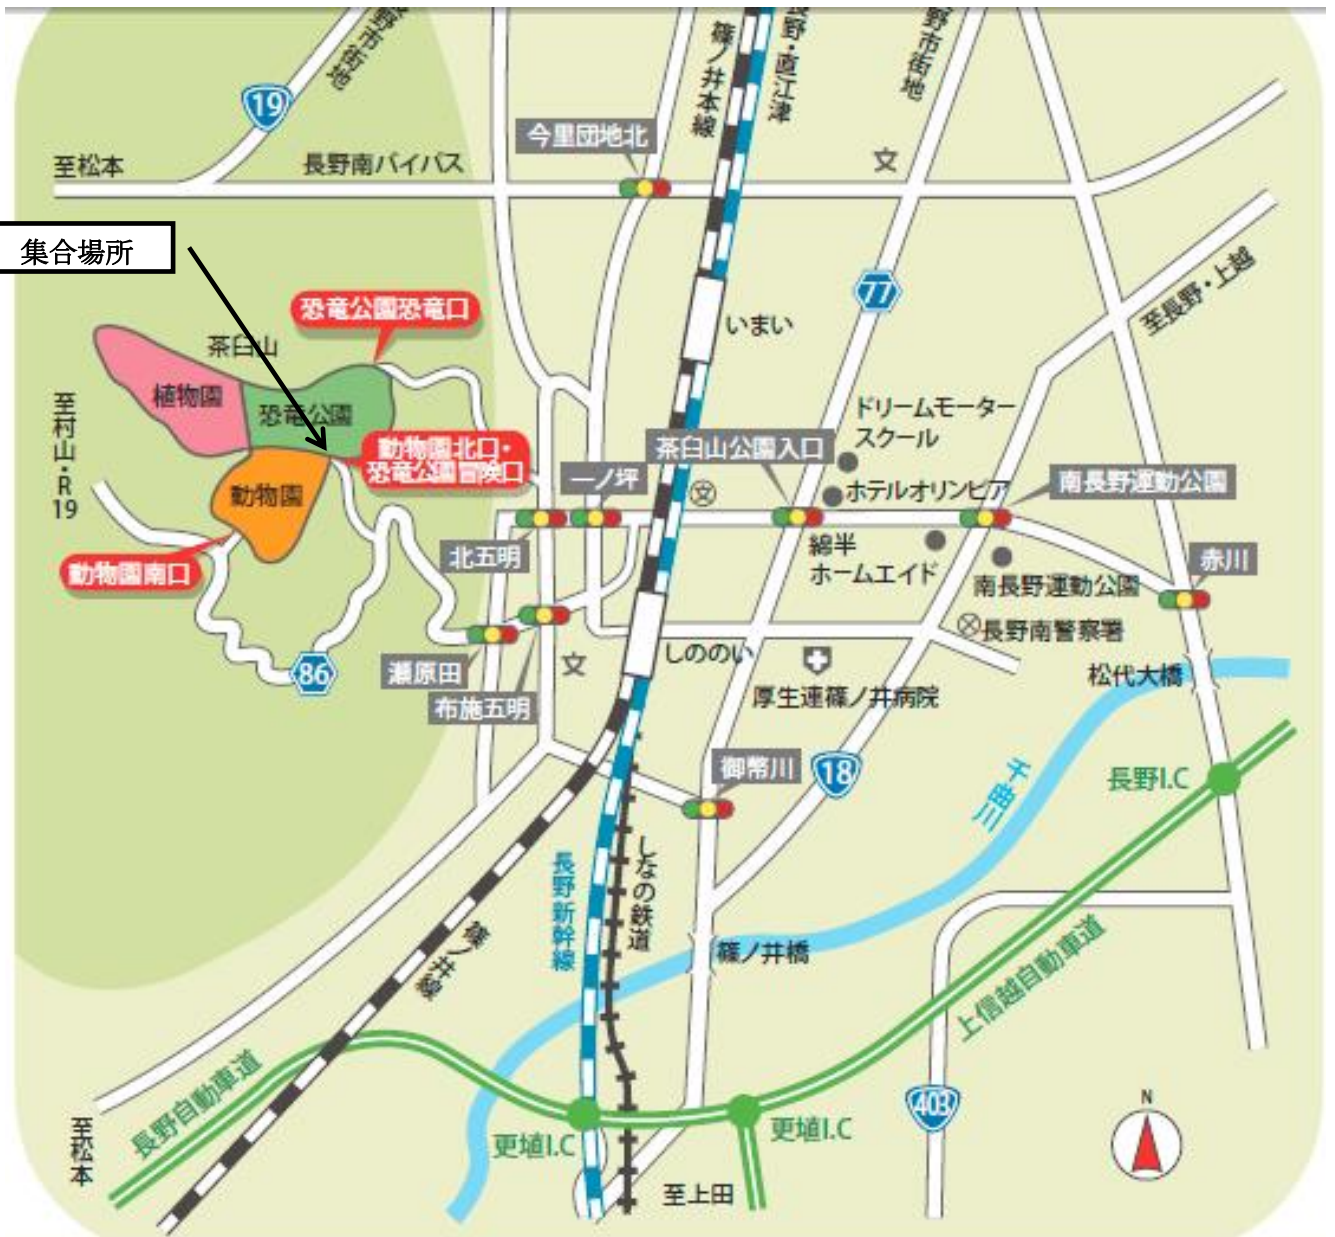 野市街地
篠ノ井本線
長野・直江津
野市街地
19
今里団地北
至松本
長野南バイパス
文
集合場所
77
至長野・上越
恐竜公園恐竜口
いまい
茶臼山
植物園
恐竜公園
至村山・R19
ドリームモーター
スクール
茶臼山公園入口
動物園北口・
恐竜公園冒険口
一ノ坪
文
ホテルオリンピア
南長野運動公園
動物園
北五明
綿半
ホームエイド
赤川
動物園南口
南長野運動公園
長野南警察署
瀬原田
文
しののい
86
松代大橋
布施五明
厚生連篠ノ井病院
御幣川
18
千曲川
長野I.C
しなの鉄道
長野新幹線
篠ノ井線
篠ノ井橋
上信越自動車道
長野自動車道
403
N
至松本
更埴I.C
更埴I.C
至上田